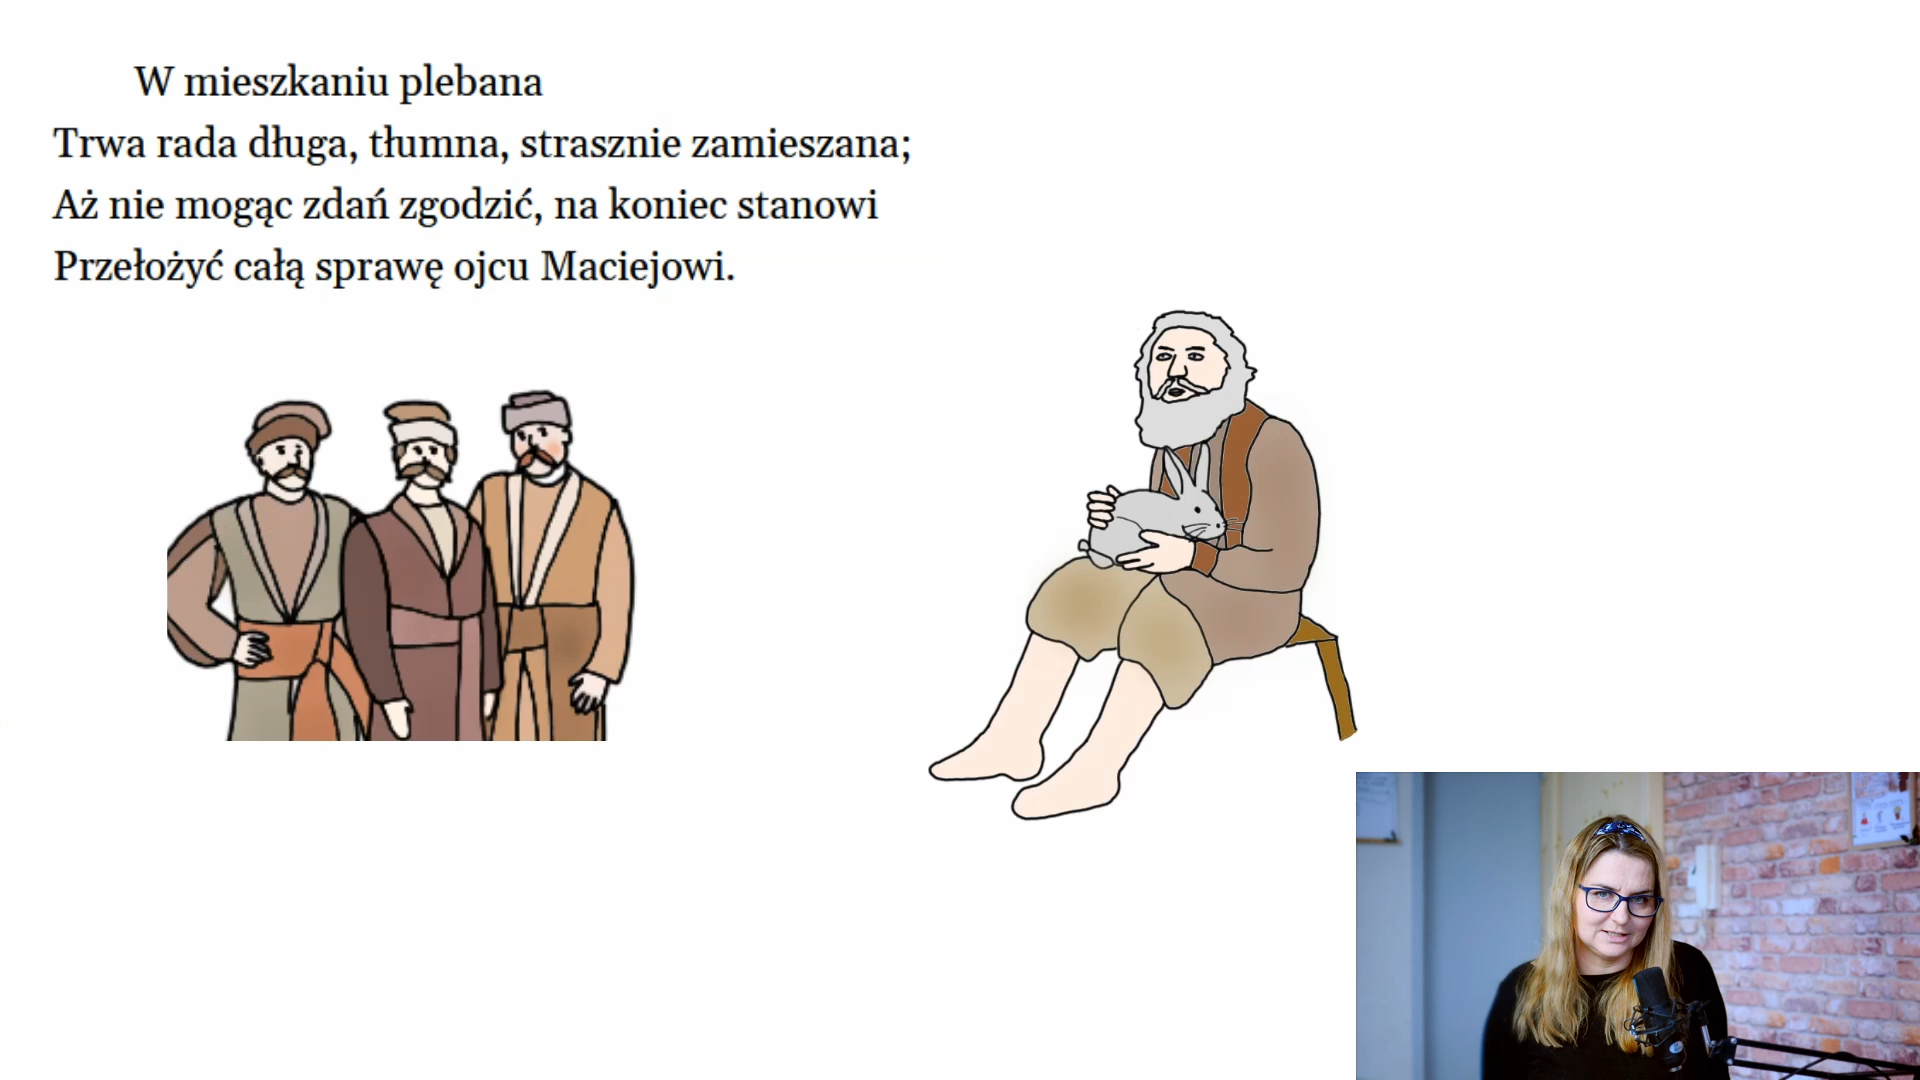 W mieszkaniu plebana
Trwa rada długa, tłumna, strasznie zamieszana;
Aż nie mogąc zdań zgodzić, na koniec stanowi
Przełożyć całą sprawę ojcu Maciejowi.